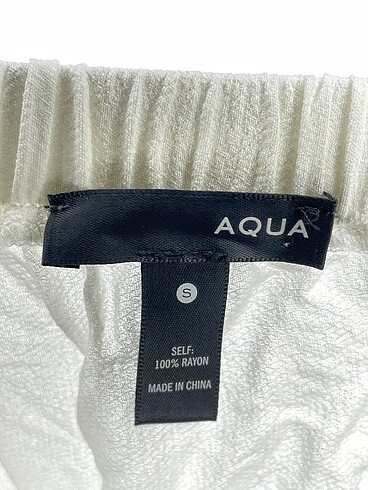 AQUA
S
SELF:
100% RAYON
MADE IN CHINA